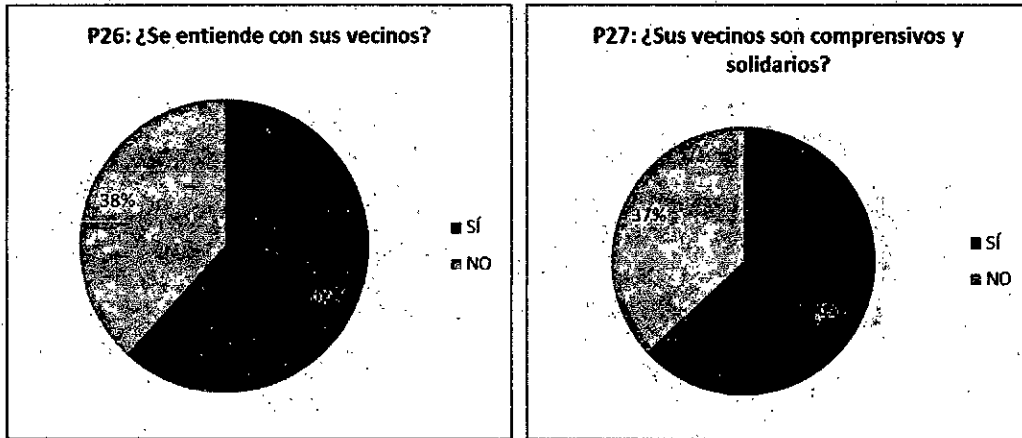 P26: ¿Se entiende con sus vecinos?
38%
■ SÍ
■ NO
P27: ¿Sus vecinos son comprensivos y
solidarios?
37%
■ SÍ
■ NO